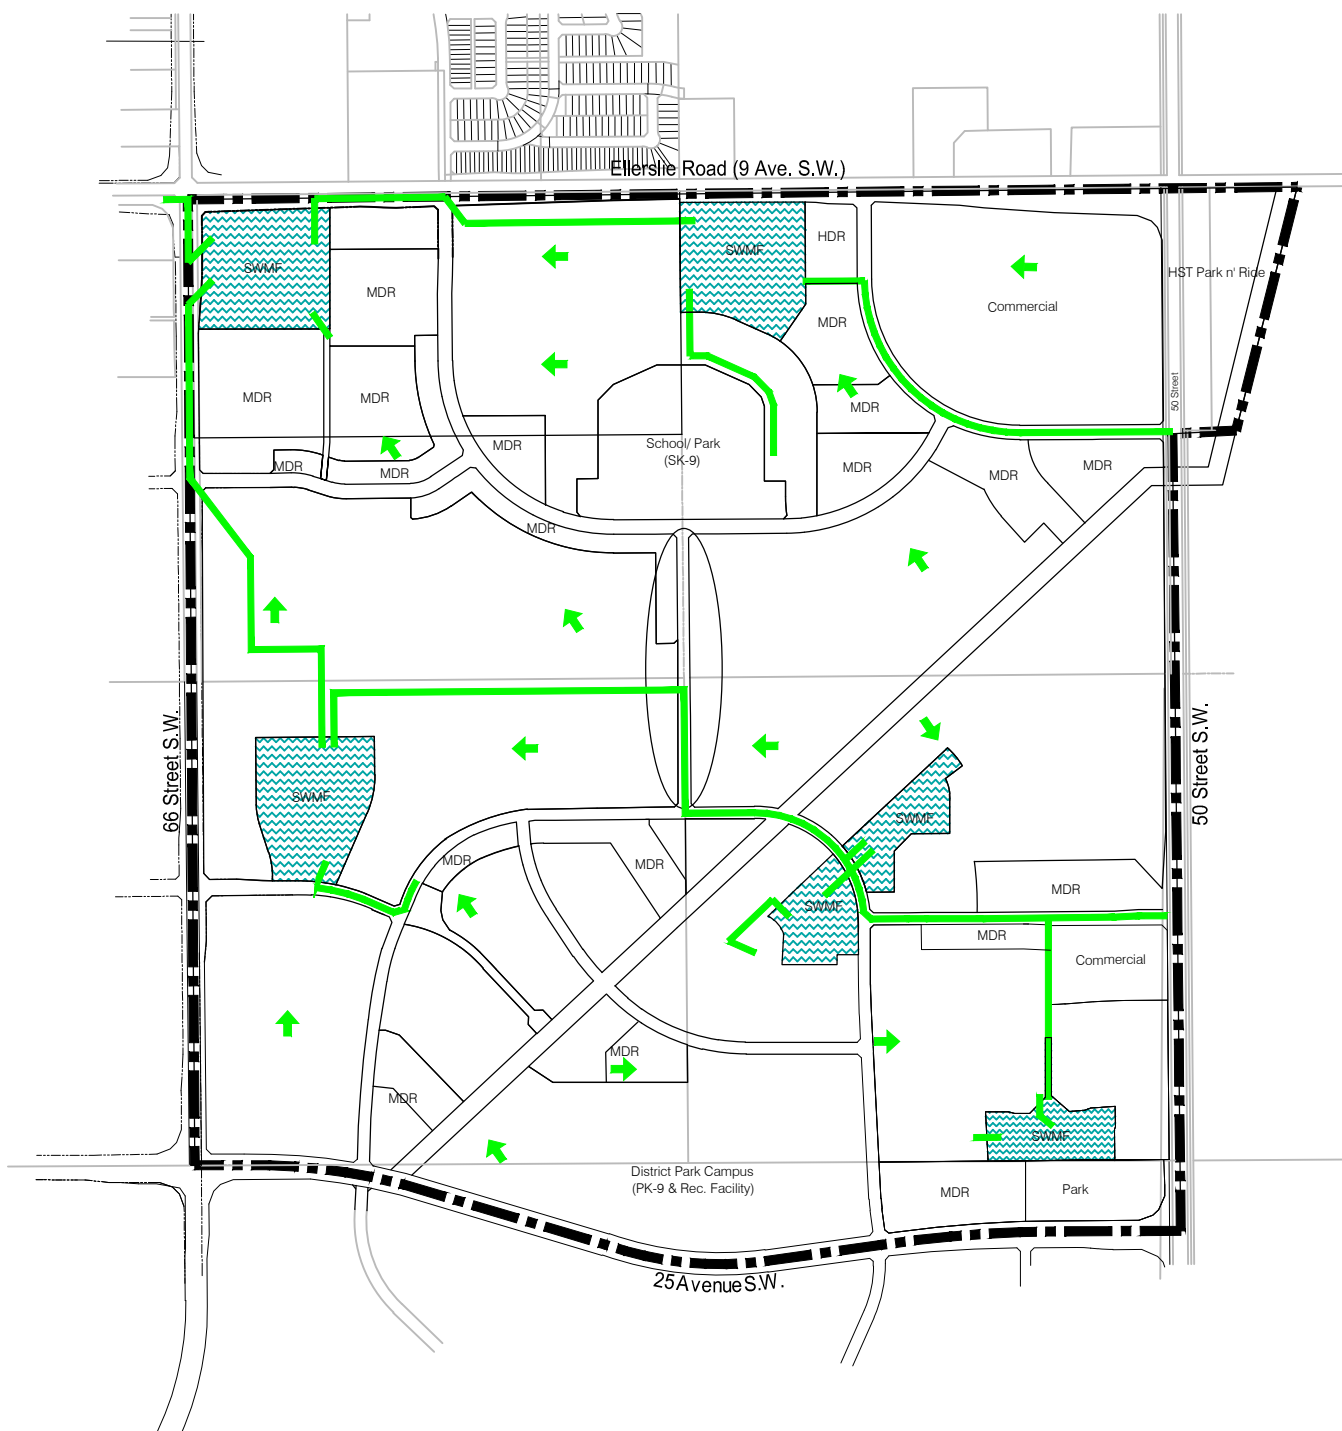 Ellerslie Road (9 Ave. S.W.)
SWMF
SWMF
HDR
HST Park n' Ride
MDR
Commercial
MDR
50 Street
MDR
MDR
MDR
School/ Park
(SK-9)
MDR
MDR
MDR
MDR
MDR
MDR
MDR
MDR
66 Street S.W.
50 Street S.W.
SWMF
SWMF
MDR
MDR
MDR
SWMF
MDR
Commercial
MDR
MDR
SWMF
District Park Campus
(PK-9 & Rec. Facility)
MDR
Park
25 Avenue S.W.